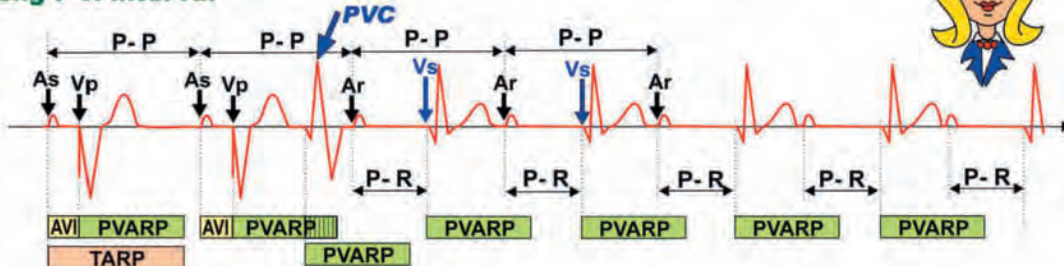 PVC
P-P P-P P-P P-P
As Vp As Vp Ar Vs Ar Vs Ar
P-R P-R P-R P-R P-R
AVI PVARP AVI PVARP PVARP PVARP PVARP PVARP
TARP PVARP